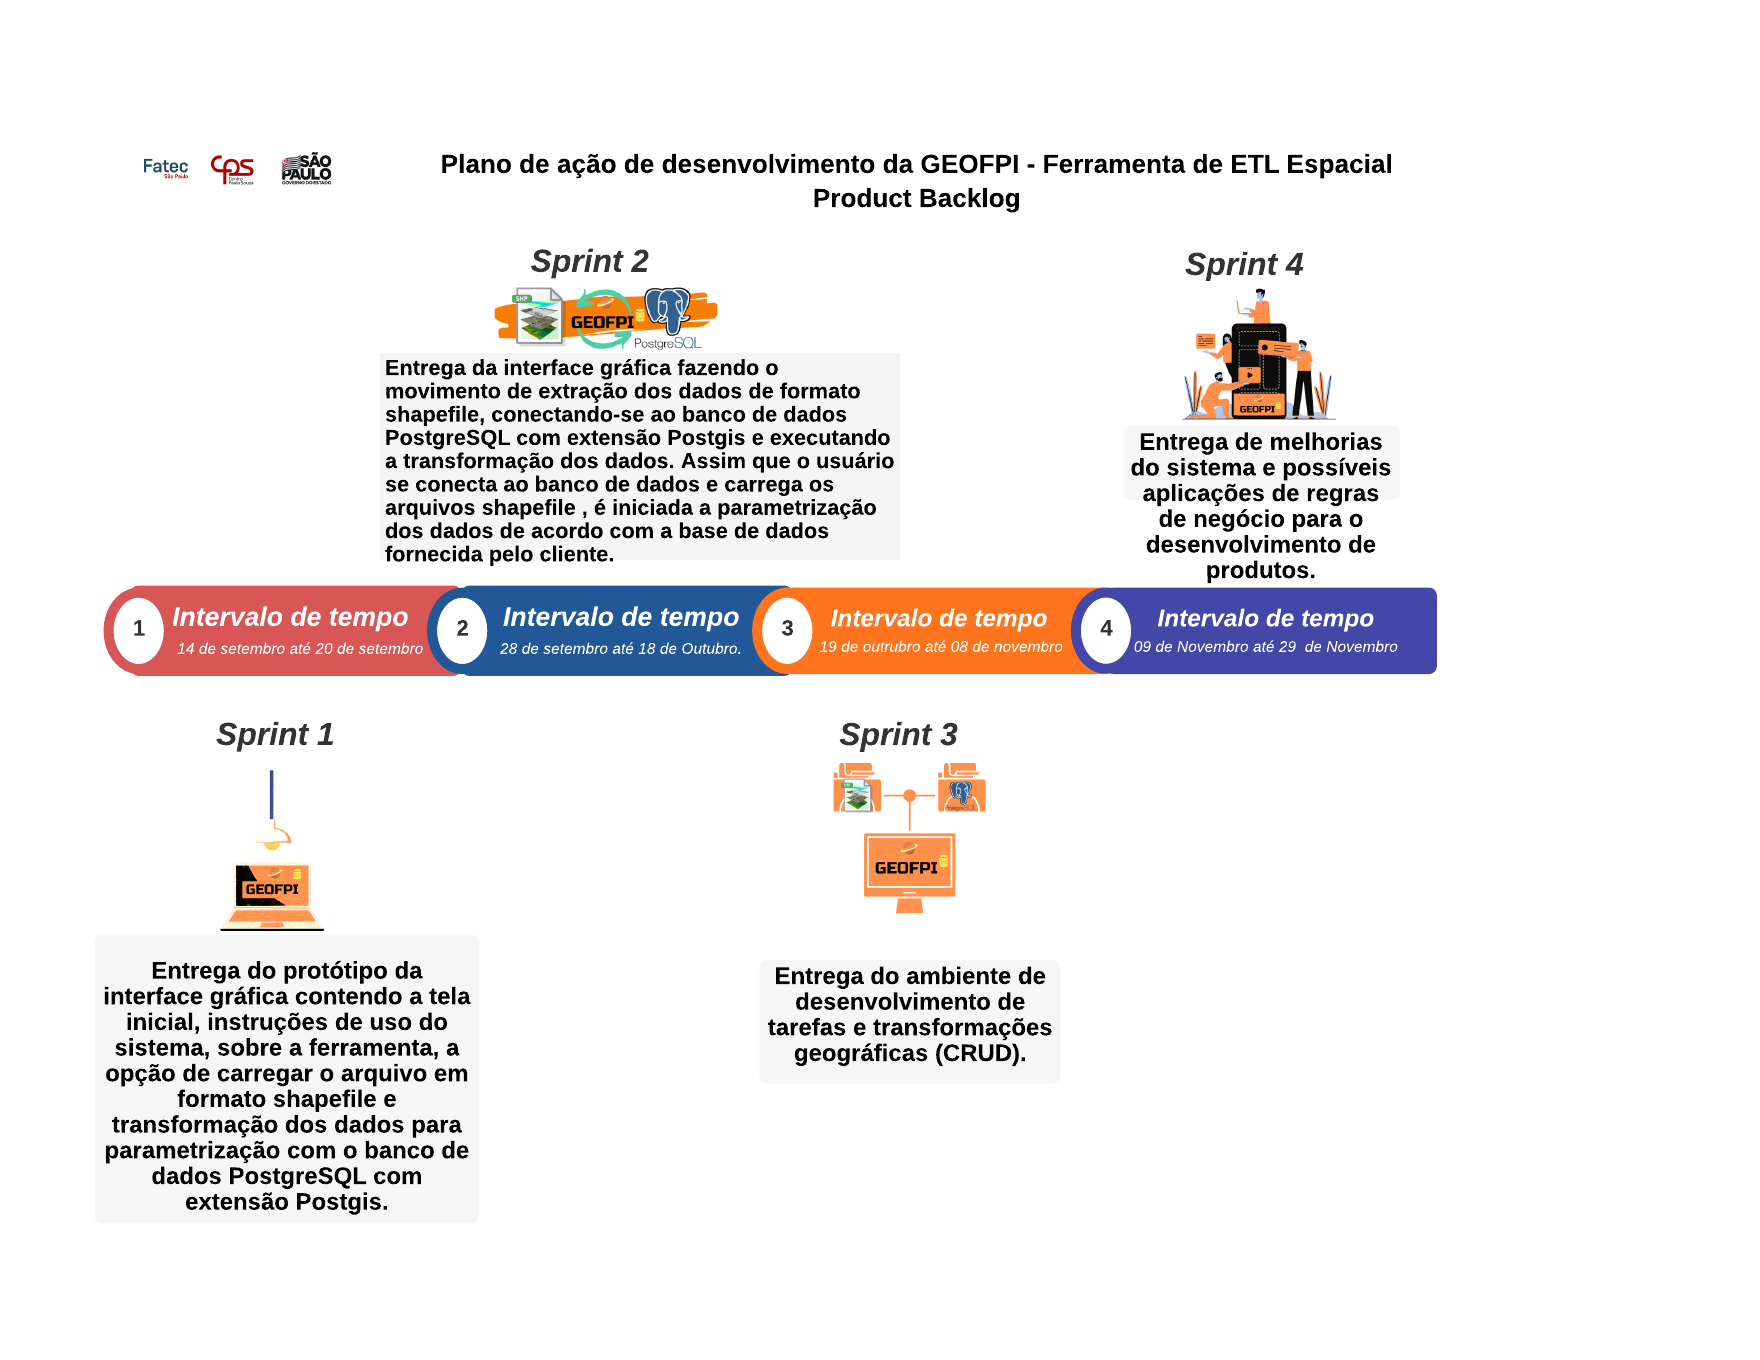 Fatec
São Paulo
CPS
Centro
Paula Souza
SÃO
PAULO
GOVERNO DO ESTADO
Plano de ação de desenvolvimento da GEOFPI - Ferramenta de ETL Espacial
Product Backlog
Sprint 2
SHP
GEOFPI
PostgreSQL
Entrega da interface gráfica fazendo o
movimento de extração dos dados de formato
shapefile, conectando-se ao banco de dados
PostgreSQL com extensão Postgis e executando
a transformação dos dados. Assim que o usuário
se conecta ao banco de dados e carrega os
arquivos shapefile , é iniciada a parametrização
dos dados de acordo com a base de dados
fornecida pelo cliente.
Sprint 4
GEOFPI
Entrega de melhorias
do sistema e possíveis
aplicações de regras
de negócio para o
desenvolvimento de
produtos.
1
Intervalo de tempo
14 de setembro até 20 de setembro
2
Intervalo de tempo
28 de setembro até 18 de Outubro.
3
Intervalo de tempo
19 de outrubro até 08 de novembro
4
Intervalo de tempo
09 de Novembro até 29  de Novembro
Sprint 1
GEOFPI
Entrega do protótipo da
interface gráfica contendo a tela
inicial, instruções de uso do
sistema, sobre a ferramenta, a
opção de carregar o arquivo em
formato shapefile e
transformação dos dados para
parametrização com o banco de
dados PostgreSQL com
extensão Postgis.
Sprint 3
SHP
PostgreSQL
GEOFPI
Entrega do ambiente de
desenvolvimento de
tarefas e transformações
geográficas (CRUD).